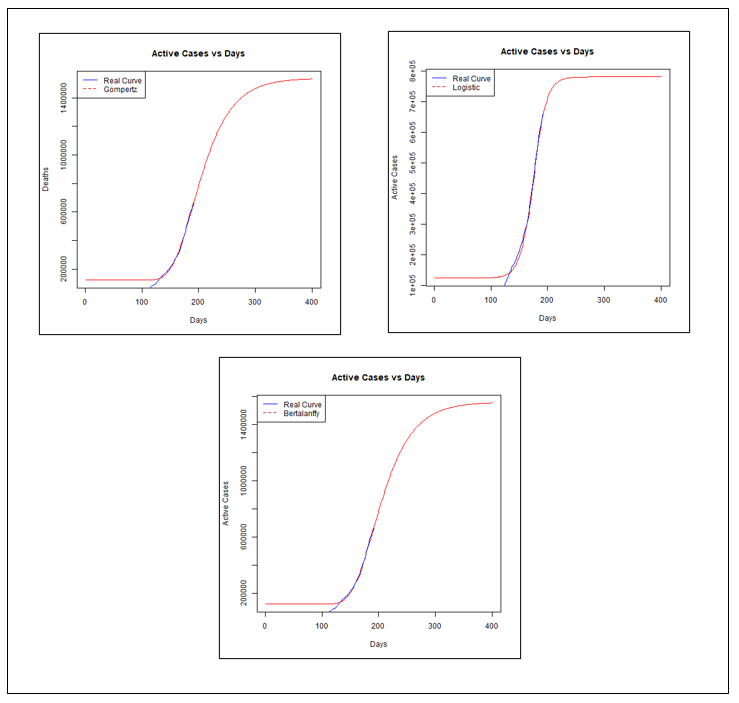 Active Cases vs Days
Real Curve
Gompertz
Deaths
1400000
1000000
600000
200000
0 100 200 300 400
Days
Active Cases vs Days
Real Curve
Logistic
Active Cases
8e+05
7e+05
6e+05
5e+05
4e+05
3e+05
2e+05
1e+05
0 100 200 300 400
Days
Active Cases vs Days
Real Curve
Bertalanffy
Active Cases
1400000
1000000
600000
200000
0 100 200 300 400
Days